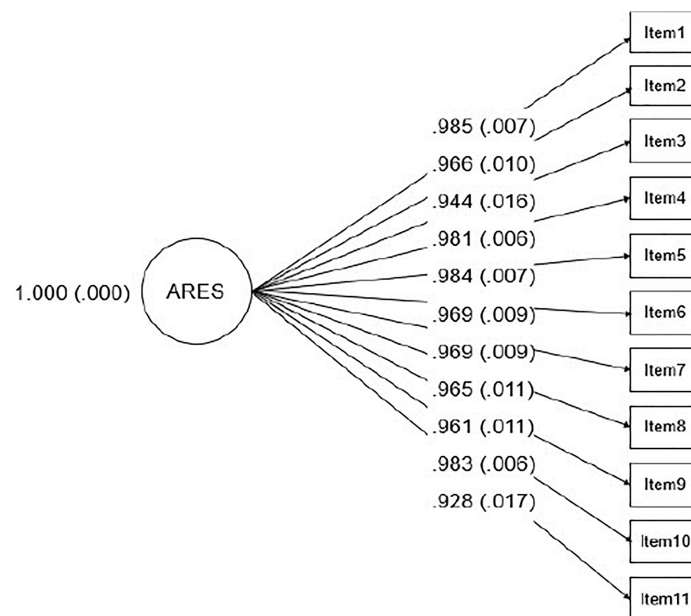 Item1
Item2
.985 (.007)
Item3
.966 (.010)
.944 (.016)
Item4
.981 (.006)
Item5
.984 (.007)
1.000 (.000)
ARES
.969 (.009)
Item6
.969 (.009)
Item7
.965 (.011)
.961 (.011)
Item8
.983 (.006)
Item9
.928 (.017)
Item10
Item11